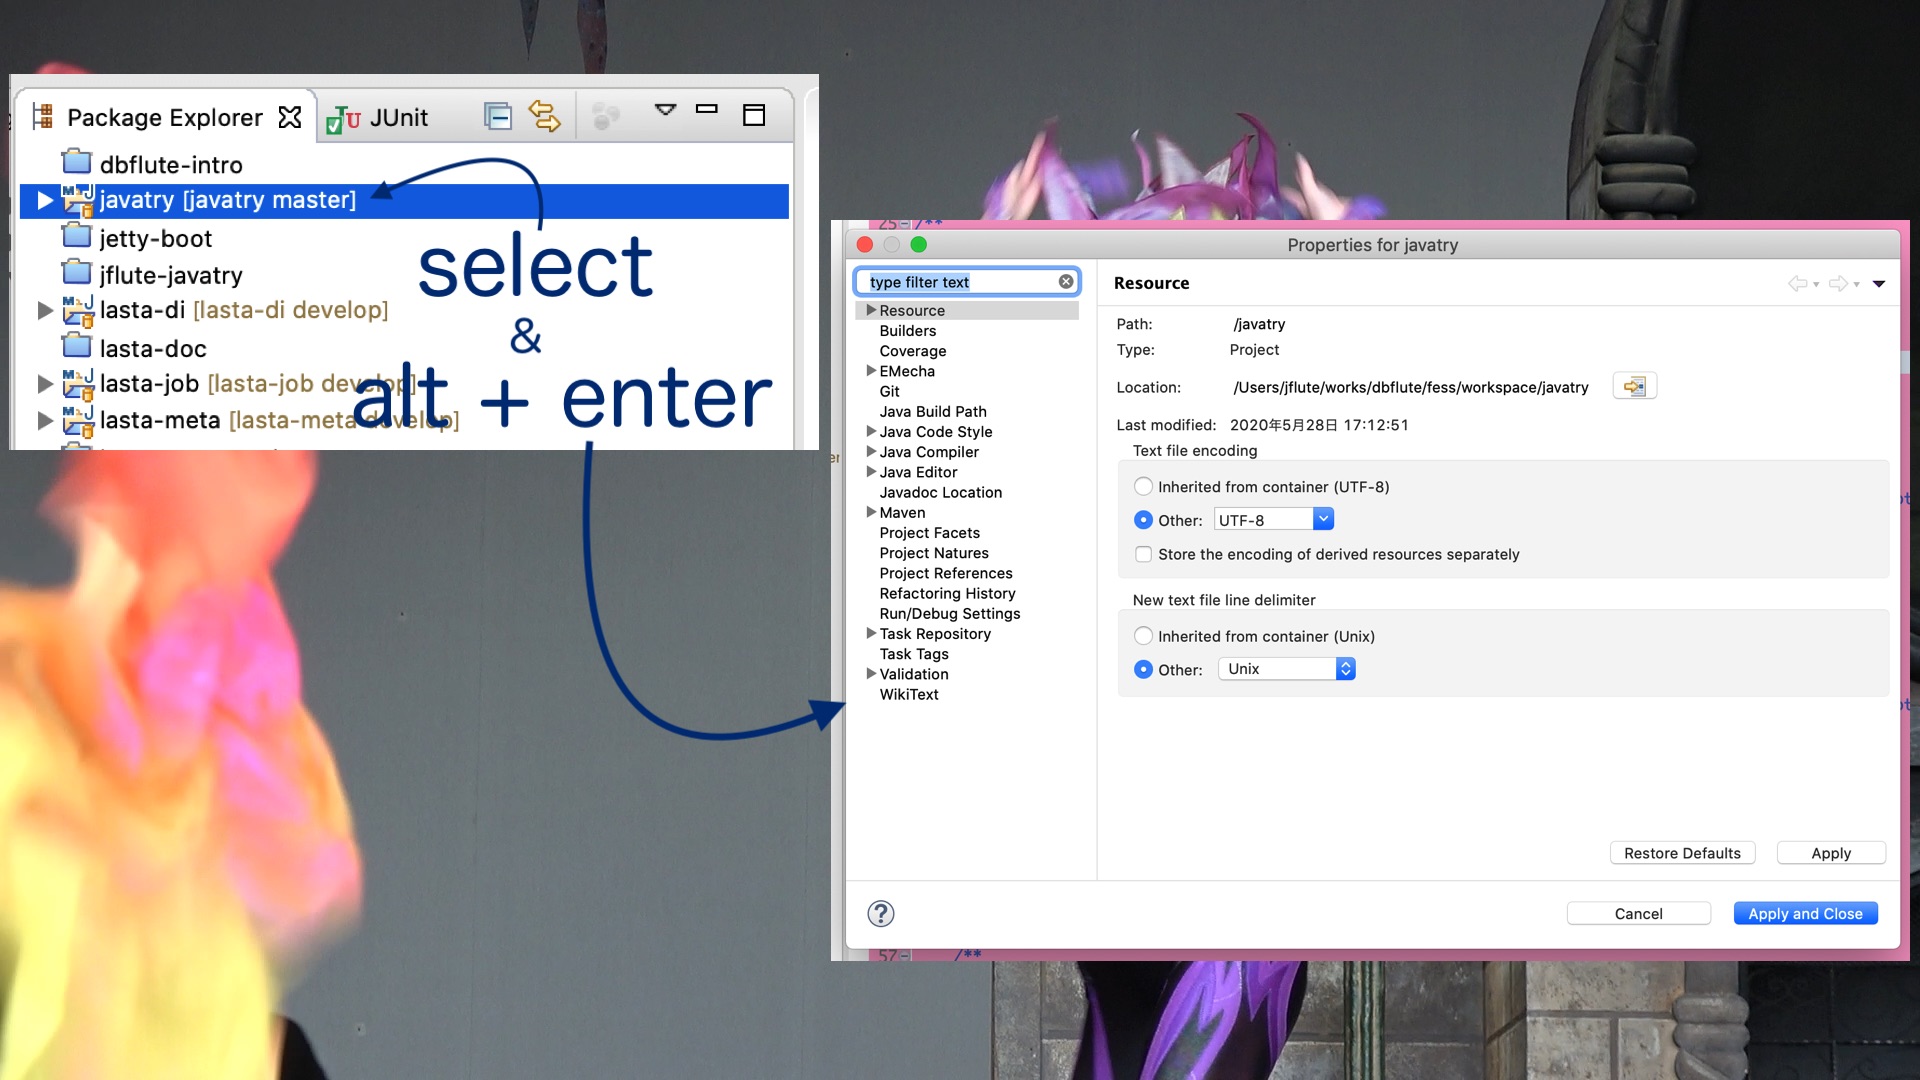 Package Explorer
JUnit
dbflute-intro
javatry [javatry master]
jetty-boot
jflute-javatry
lasta-di [lasta-di develop]
lasta-doc
lasta-job [lasta-job develop]
lasta-meta [lasta-meta develop]
select
&
alt + enter
25
/**
Properties for javatry
type filter text
Resource
Builders
Coverage
EMecha
Git
Java Build Path
Java Code Style
Java Compiler
Java Editor
Javadoc Location
Maven
Project Facets
Project Natures
Project References
Refactoring History
Run/Debug Settings
Task Repository
Task Tags
Validation
WikiText
Resource
Path: /javatry
Type: Project
Location: /Users/jflute/works/dbflute/fess/workspace/javatry
Last modified: 2020年5月28日 17:12:51
Text file encoding
Inherited from container (UTF-8)
Other: UTF-8
Store the encoding of derived resources separately
New text file line delimiter
Inherited from container (Unix)
Other: Unix
Restore Defaults
Apply
?
Cancel
Apply and Close
57
/**